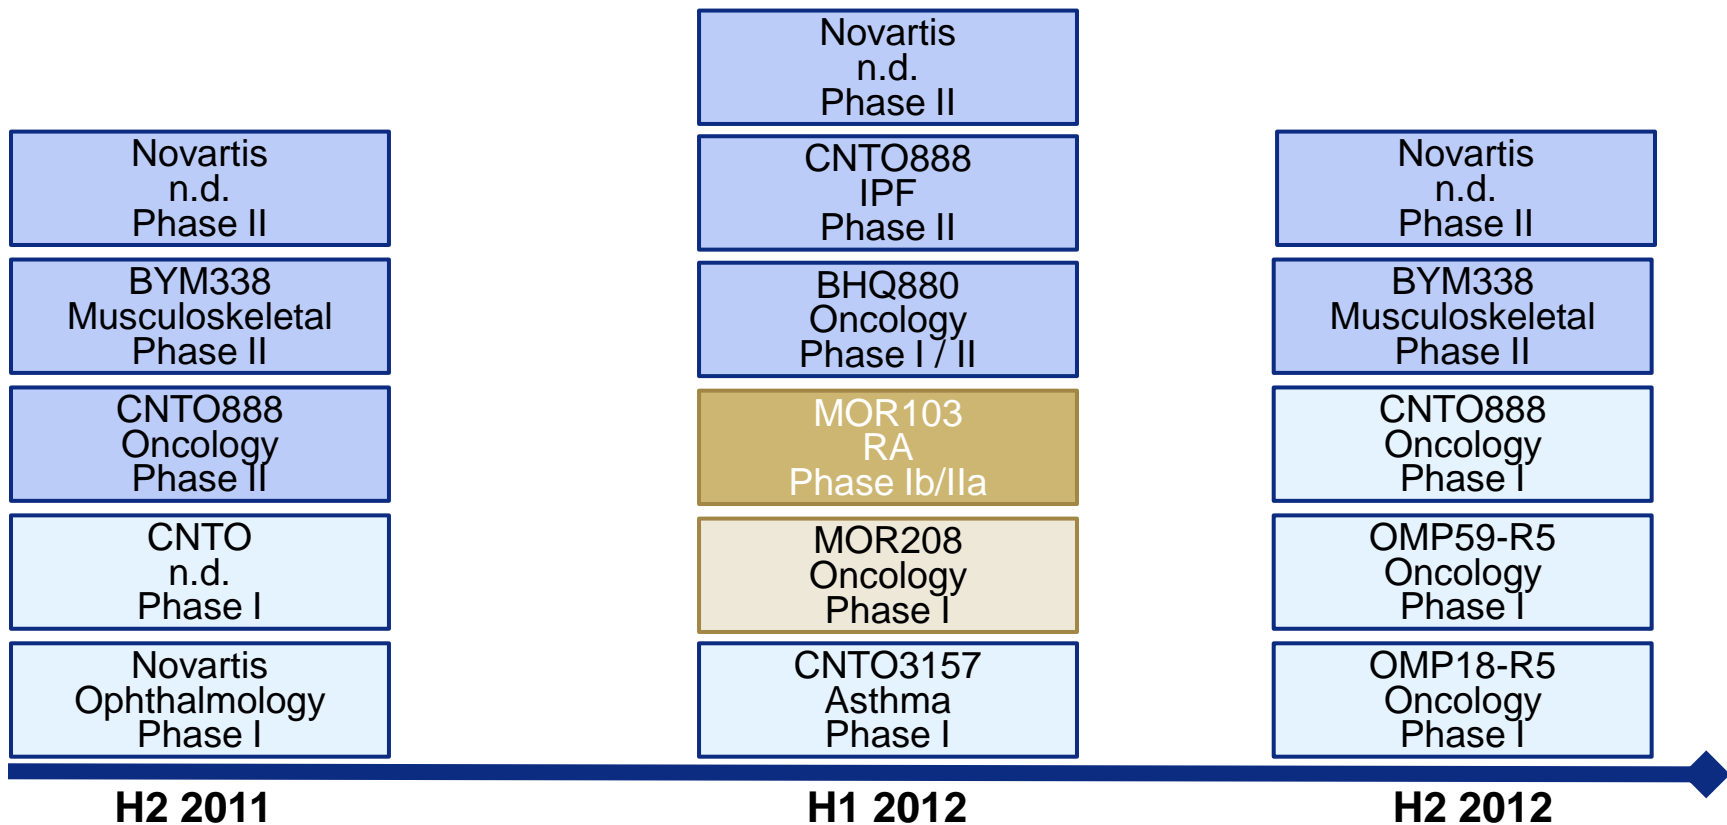 Novartis
n.d.
Phase II
BYM338
Musculoskeletal
Phase II
CNTO888
Oncology
Phase II
CNTO
n.d.
Phase I
Novartis
Ophthalmology
Phase I
H2 2011
Novartis
n.d.
Phase II
CNTO888
IPF
Phase II
BHQ880
Oncology
Phase I / II
MOR103
RA
Phase Ib/IIa
MOR208
Oncology
Phase I
CNTO3157
Asthma
Phase I
H1 2012
Novartis
n.d.
Phase II
BYM338
Musculoskeletal
Phase II
CNTO888
Oncology
Phase I
OMP59-R5
Oncology
Phase I
OMP18-R5
Oncology
Phase I
H2 2012